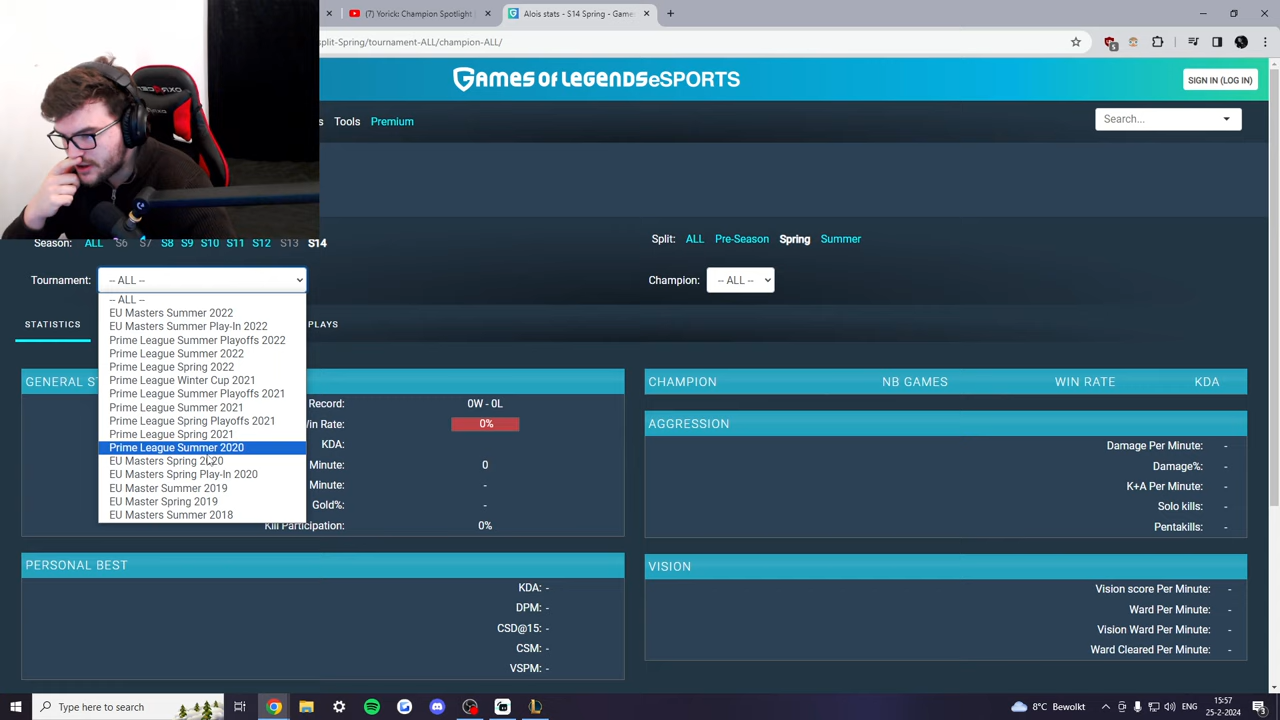 (7) Yorick: Champion Spotlight
Alois stats - S14 Spring - Game
split-Spring/tournament-ALL/champion-ALL/
GAMES OF LEGENDS eSPORTS
SIGN IN (LOG IN)
s Tools Premium
Search...
Season: ALL S6 S7 S8 S9 S10 S11 S12 S13 S14
Split: ALL Pre-Season Spring Summer
Tournament: -- ALL --
Champion: -- ALL --
-- ALL --
EU Masters Summer 2022
EU Masters Summer Play-In 2022
Prime League Summer Playoffs 2022
Prime League Summer 2022
Prime League Spring 2022
Prime League Winter Cup 2021
Prime League Summer Playoffs 2021
Prime League Summer 2021
Prime League Spring Playoffs 2021
Prime League Spring 2021
Prime League Summer 2020
EU Masters Spring 2020
EU Masters Spring Play-In 2020
EU Master Summer 2019
EU Master Spring 2019
EU Masters Summer 2018
STATISTICS
PLAYS
GENERAL ST
Record: 0W - 0L
Win Rate: 0%
KDA:
Minute: 0
Minute: -
Gold%: -
Kill Participation: 0%
CHAMPION NB GAMES WIN RATE KDA
AGGRESSION
Damage Per Minute: -
Damage%: -
K+A Per Minute: -
Solo kills: -
Pentakills: -
PERSONAL BEST
KDA: -
DPM: -
CSD@15: -
CSM: -
VSPM: -
VISION
Vision score Per Minute: -
Ward Per Minute: -
Vision Ward Per Minute: -
Ward Cleared Per Minute: -
Type here to search
8°C Bewolkt
ENG
15:57
25-2-2024